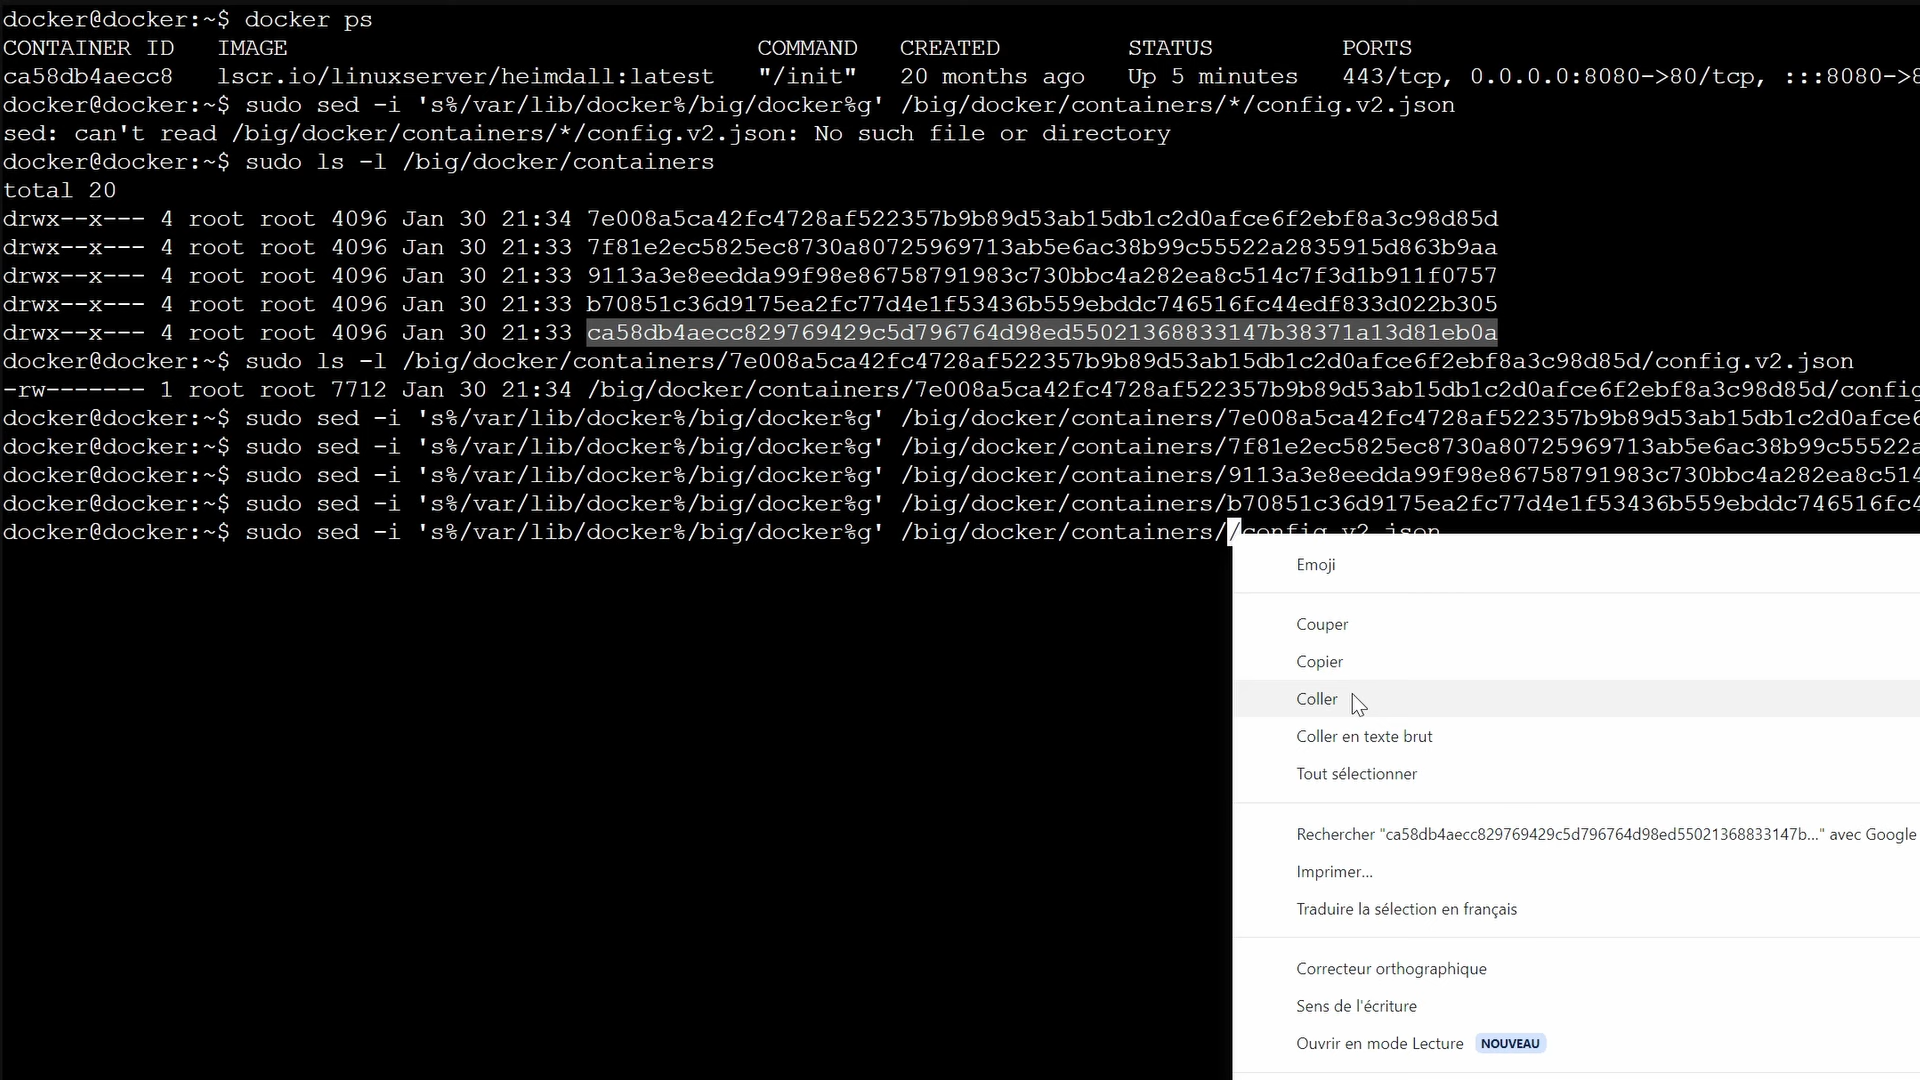 docker@docker:~$ docker ps
CONTAINER ID   IMAGE                                 COMMAND   CREATED         STATUS         PORTS
ca58db4aecc8   lscr.io/linuxserver/heimdall:latest   "/init"   20 months ago   Up 5 minutes   443/tcp, 0.0.0.0:8080->80/tcp, :::8080->8
docker@docker:~$ sudo sed -i 's%/var/lib/docker%/big/docker%g' /big/docker/containers/*/config.v2.json
sed: can't read /big/docker/containers/*/config.v2.json: No such file or directory
docker@docker:~$ sudo ls -l /big/docker/containers
total 20
drwx--x--- 4 root root 4096 Jan 30 21:34 7e008a5ca42fc4728af522357b9b89d53ab15db1c2d0afce6f2ebf8a3c98d85d
drwx--x--- 4 root root 4096 Jan 30 21:33 7f81e2ec5825ec8730a80725969713ab5e6ac38b99c55522a2835915d863b9aa
drwx--x--- 4 root root 4096 Jan 30 21:33 9113a3e8eedda99f98e86758791983c730bbc4a282ea8c514c7f3d1b911f0757
drwx--x--- 4 root root 4096 Jan 30 21:33 b70851c36d9175ea2fc77d4e1f53436b559ebddc746516fc44edf833d022b305
drwx--x--- 4 root root 4096 Jan 30 21:33 ca58db4aecc829769429c5d796764d98ed55021368833147b38371a13d81eb0a
docker@docker:~$ sudo ls -l /big/docker/containers/7e008a5ca42fc4728af522357b9b89d53ab15db1c2d0afce6f2ebf8a3c98d85d/config.v2.json
-rw------- 1 root root 7712 Jan 30 21:34 /big/docker/containers/7e008a5ca42fc4728af522357b9b89d53ab15db1c2d0afce6f2ebf8a3c98d85d/config
docker@docker:~$ sudo sed -i 's%/var/lib/docker%/big/docker%g' /big/docker/containers/7e008a5ca42fc4728af522357b9b89d53ab15db1c2d0afce6
docker@docker:~$ sudo sed -i 's%/var/lib/docker%/big/docker%g' /big/docker/containers/7f81e2ec5825ec8730a80725969713ab5e6ac38b99c55522a
docker@docker:~$ sudo sed -i 's%/var/lib/docker%/big/docker%g' /big/docker/containers/9113a3e8eedda99f98e86758791983c730bbc4a282ea8c514
docker@docker:~$ sudo sed -i 's%/var/lib/docker%/big/docker%g' /big/docker/containers/b70851c36d9175ea2fc77d4e1f53436b559ebddc746516fc4
docker@docker:~$ sudo sed -i 's%/var/lib/docker%/big/docker%g' /big/docker/containers//config.v2.json
Emoji
Couper
Copier
Coller
Coller en texte brut
Tout sélectionner
Rechercher "ca58db4aecc829769429c5d796764d98ed55021368833147b..." avec Google
Imprimer...
Traduire la sélection en français
Correcteur orthographique
Sens de l'écriture
Ouvrir en mode Lecture NOUVEAU